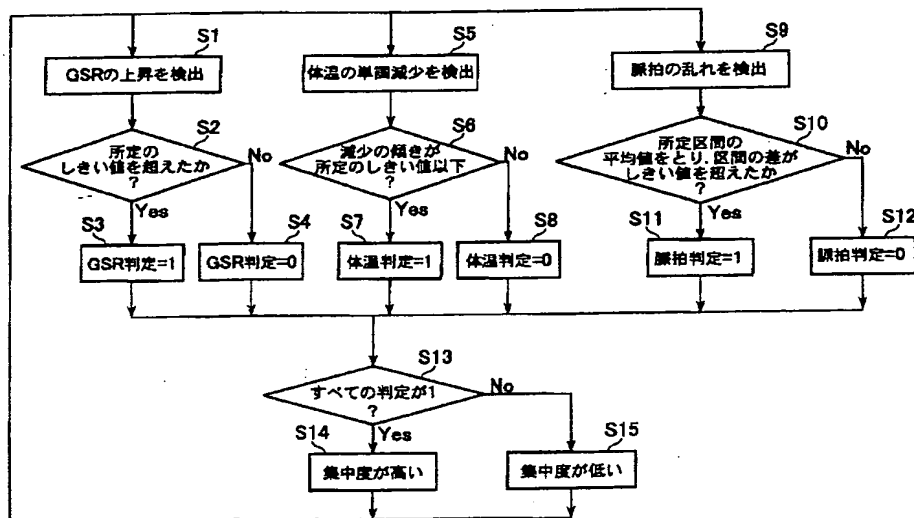 S1
GSRの上昇を検出
S2
所定の
しきい値を超えたか
?
No
Yes
S3
GSR判定=1
S4
GSR判定=0
S5
体温の単調減少を検出
S6
減少の傾きが
所定のしきい値以下
?
No
Yes
S7
体温判定=1
S8
体温判定=0
S9
脈拍の乱れを検出
S10
所定区間の
平均値をとり,区間の差が
しきい値を超えたか
?
No
Yes
S11
脈拍判定=1
S12
脈拍判定=0
S13
すべての判定が1
?
No
Yes
S14
集中度が高い
S15
集中度が低い